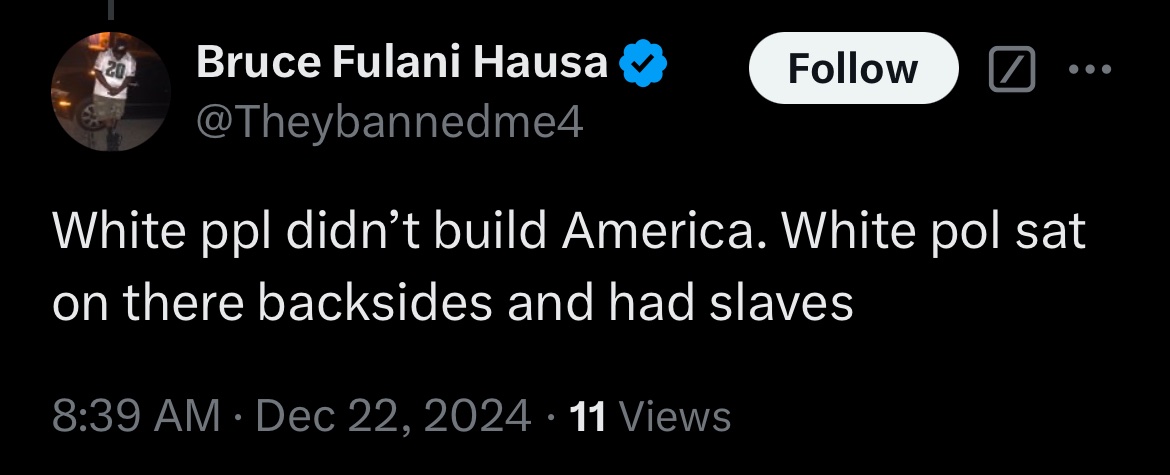 Bruce Fulani Hausa
Follow
@Theybannedme4
White ppl didn’t build America. White pol sat
on there backsides and had slaves
8:39 AM · Dec 22, 2024 · 11 Views
20